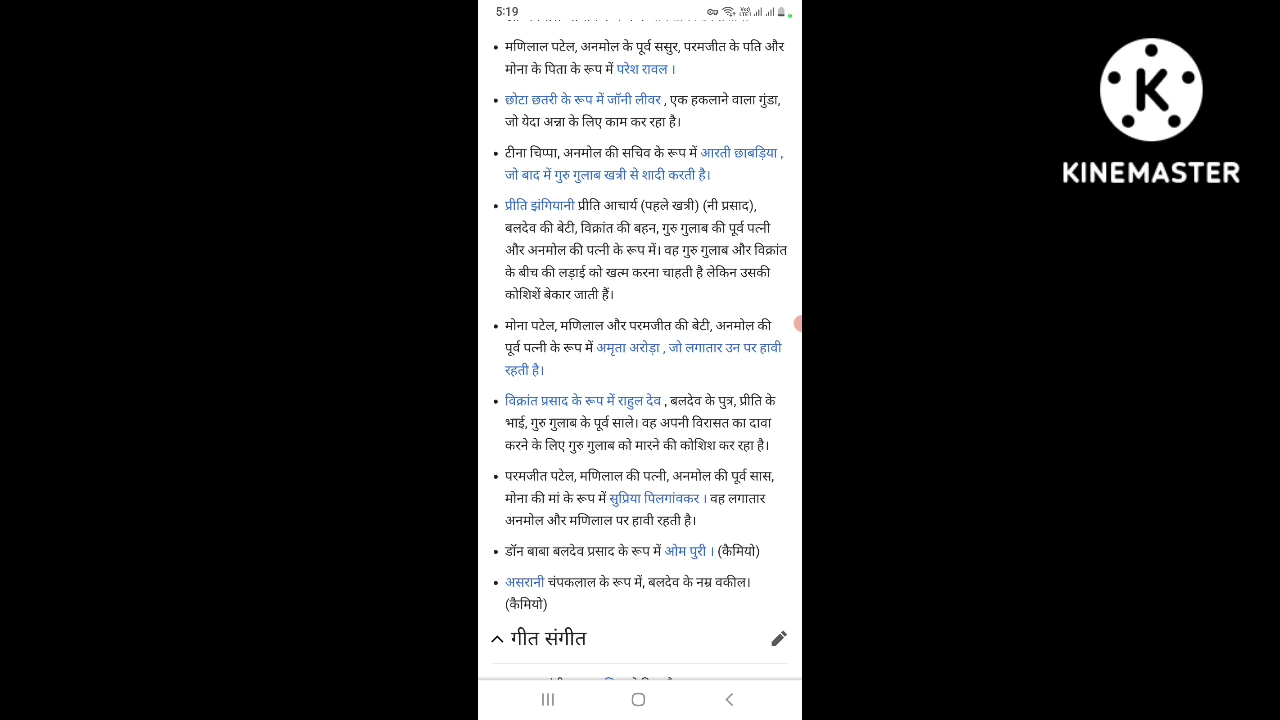 5:19
मणिलाल पटेल, अनमोल के पूर्व ससुर, परमजीत के पति और
मोना के पिता के रूप में परेश रावल ।
छोटा छतरी के रूप में जॉनी लीवर , एक हकलाने वाला गुंडा,
जो येदा अन्ना के लिए काम कर रहा है।
टीना चिप्पा, अनमोल की सचिव के रूप में आरती छाबड़िया ,
जो बाद में गुरु गुलाब खत्री से शादी करती है।
प्रीति झंगियानी प्रीति आचार्य (पहले खत्री) (नी प्रसाद),
बलदेव की बेटी, विक्रांत की बहन, गुरु गुलाब की पूर्व पत्नी
और अनमोल की पत्नी के रूप में। वह गुरु गुलाब और विक्रांत
के बीच की लड़ाई को खत्म करना चाहती है लेकिन उसकी
कोशिशें बेकार जाती हैं।
मोना पटेल, मणिलाल और परमजीत की बेटी, अनमोल की
पूर्व पत्नी के रूप में अमृता अरोड़ा , जो लगातार उन पर हावी
रहती है।
विक्रांत प्रसाद के रूप में राहुल देव , बलदेव के पुत्र, प्रीति के
भाई, गुरु गुलाब के पूर्व साले। वह अपनी विरासत का दावा
करने के लिए गुरु गुलाब को मारने की कोशिश कर रहा है।
परमजीत पटेल, मणिलाल की पत्नी, अनमोल की पूर्व सास,
मोना की मां के रूप में सुप्रिया पिलगांवकर । वह लगातार
अनमोल और मणिलाल पर हावी रहती है।
डॉन बाबा बलदेव प्रसाद के रूप में ओम पुरी । (कैमियो)
असरानी चंपकलाल के रूप में, बलदेव के नम्र वकील।
(कैमियो)
गीत संगीत
K
KINEMASTER